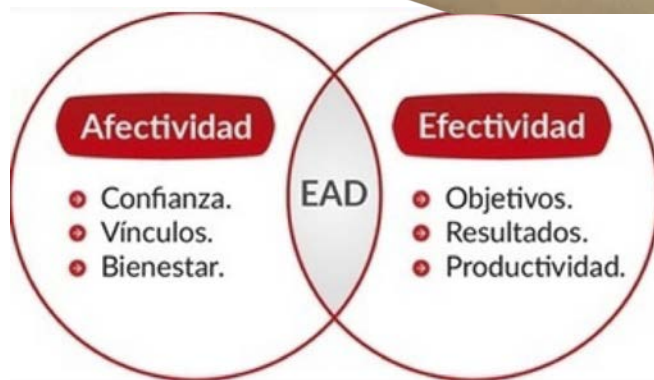 Afectividad
Confianza.
Vínculos.
Bienestar.
EAD
Efectividad
Objetivos.
Resultados.
Productividad.